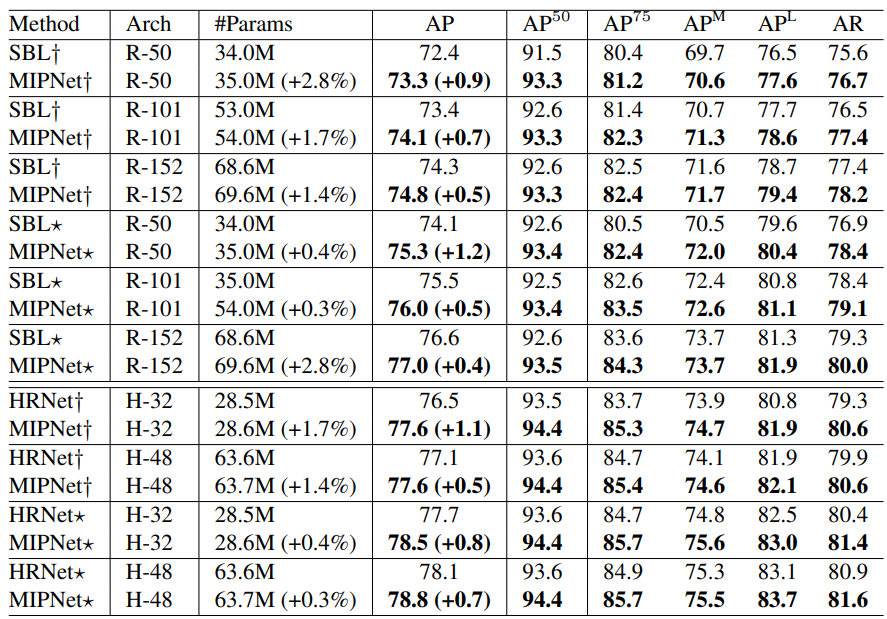 Method Arch #Params AP AP50 AP75 APM APL AR
SBL† R-50 34.0M 72.4 91.5 80.4 69.7 76.5 75.6
MIPNet† R-50 35.0M (+2.8%) 73.3 (+0.9) 93.3 81.2 70.6 77.6 76.7
SBL† R-101 53.0M 73.4 92.6 81.4 70.7 77.7 76.5
MIPNet† R-101 54.0M (+1.7%) 74.1 (+0.7) 93.3 82.3 71.3 78.6 77.4
SBL† R-152 68.6M 74.3 92.6 82.5 71.6 78.7 77.4
MIPNet† R-152 69.6M (+1.4%) 74.8 (+0.5) 93.3 82.4 71.7 79.4 78.2
SBL⋆ R-50 34.0M 74.1 92.6 80.5 70.5 79.6 76.9
MIPNet⋆ R-50 35.0M (+0.4%) 75.3 (+1.2) 93.4 82.4 72.0 80.4 78.4
SBL⋆ R-101 35.0M 75.5 92.5 82.6 72.4 80.8 78.4
MIPNet⋆ R-101 54.0M (+0.3%) 76.0 (+0.5) 93.4 83.5 72.6 81.1 79.1
SBL⋆ R-152 68.6M 76.6 92.6 83.6 73.7 81.3 79.3
MIPNet⋆ R-152 69.6M (+2.8%) 77.0 (+0.4) 93.5 84.3 73.7 81.9 80.0
HRNet† H-32 28.5M 76.5 93.5 83.7 73.9 80.8 79.3
MIPNet† H-32 28.6M (+1.7%) 77.6 (+1.1) 94.4 85.3 74.7 81.9 80.6
HRNet† H-48 63.6M 77.1 93.6 84.7 74.1 81.9 79.9
MIPNet† H-48 63.7M (+1.4%) 77.6 (+0.5) 94.4 85.4 74.6 82.1 80.6
HRNet⋆ H-32 28.5M 77.7 93.6 84.7 74.8 82.5 80.4
MIPNet⋆ H-32 28.6M (+0.4%) 78.5 (+0.8) 94.4 85.7 75.6 83.0 81.4
HRNet⋆ H-48 63.6M 78.1 93.6 84.9 75.3 83.1 80.9
MIPNet⋆ H-48 63.7M (+0.3%) 78.8 (+0.7) 94.4 85.7 75.5 83.7 81.6